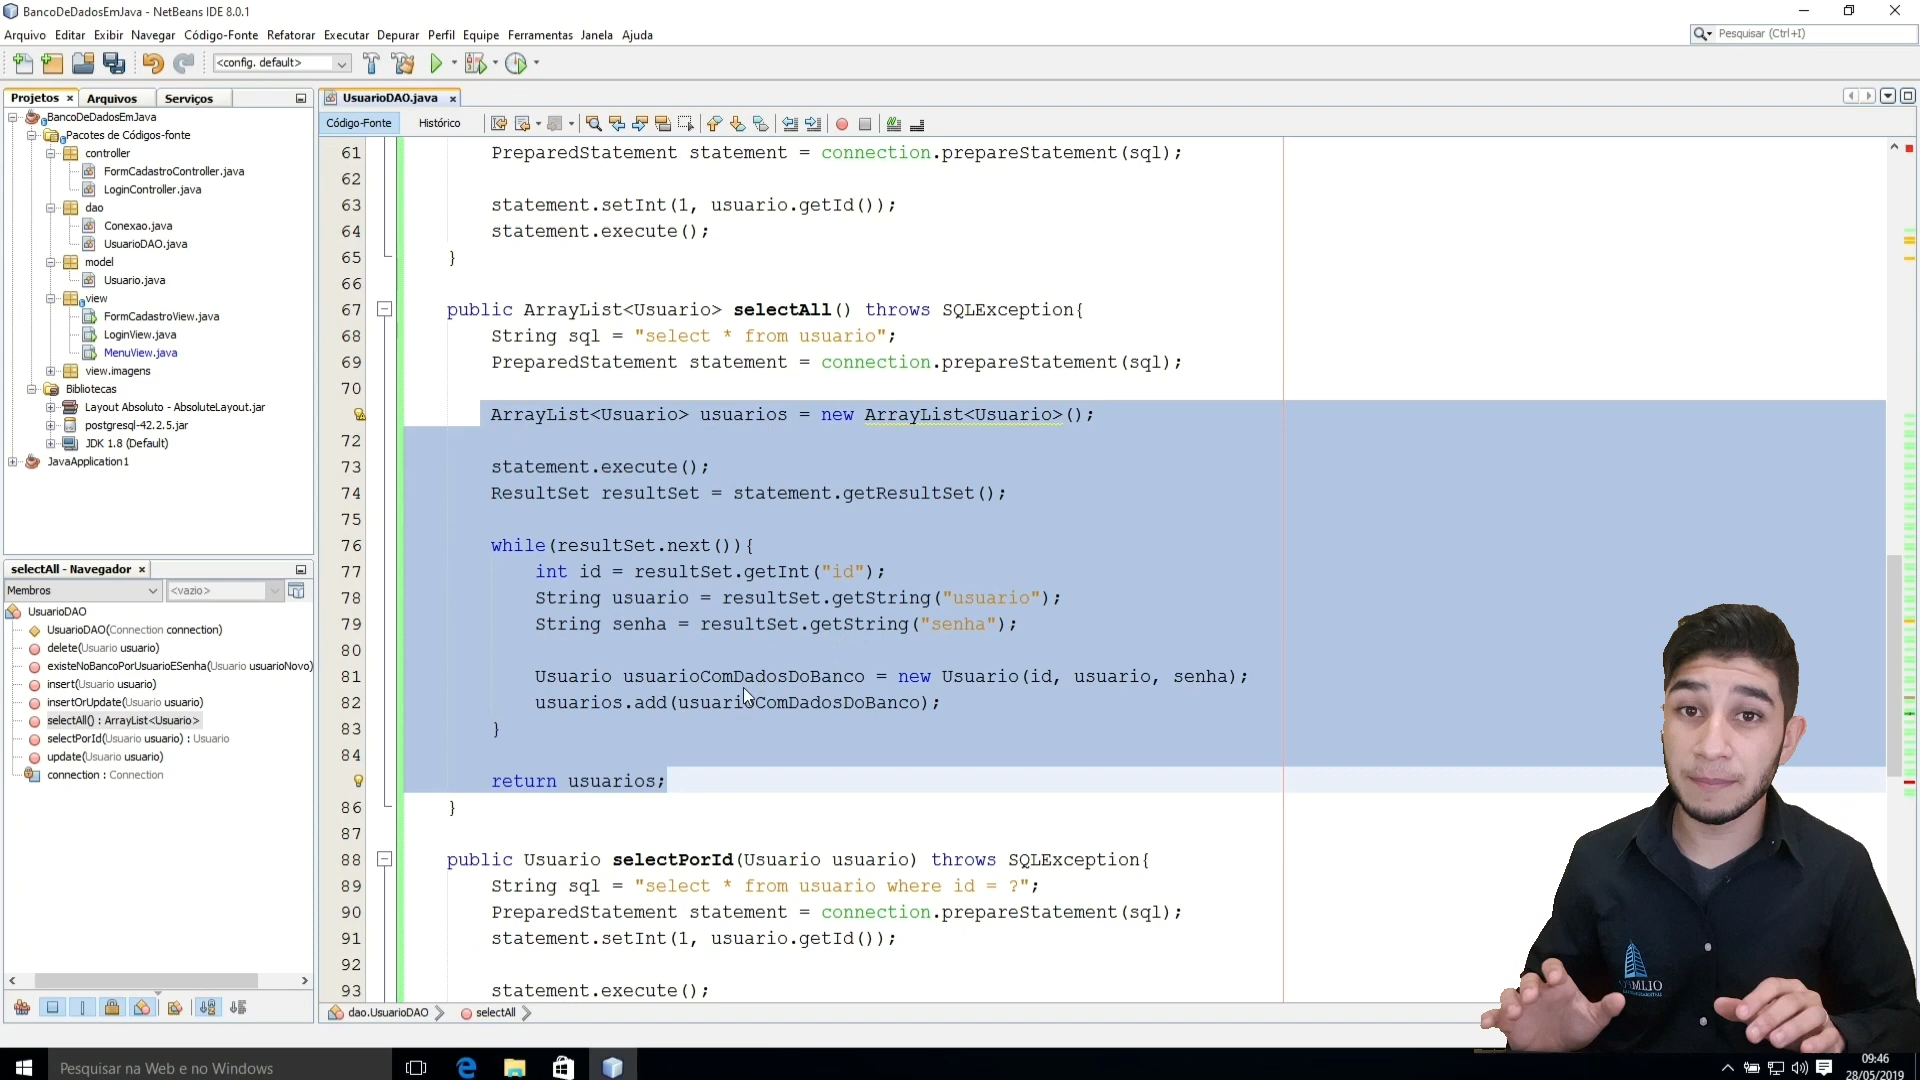 BancoDeDadosEmJava - NetBeans IDE 8.0.1
Arquivo Editar Exibir Navegar Código-Fonte Refatorar Executar Depurar Perfil Equipe Ferramentas Janela Ajuda
Pesquisar (Ctrl+I)
<config. default>
Projetos × Arquivos Serviços
UsuarioDAO.java ×
Código-Fonte Histórico
BancoDeDadosEmJava
Pacotes de Códigos-fonte
controller
FormCadastroController.java
LoginController.java
dao
Conexao.java
UsuarioDAO.java
model
Usuario.java
view
FormCadastroView.java
LoginView.java
MenuView.java
view.imagens
Bibliotecas
Layout Absoluto - AbsoluteLayout.jar
postgresql-42.2.5.jar
JDK 1.8 (Default)
JavaApplication1
selectAll - Navegador ×
Membros <vazio>
UsuarioDAO
UsuarioDAO(Connection connection)
delete(Usuario usuario)
existeNoBancoPorUsuarioESenha(Usuario usuarioNovo)
insert(Usuario usuario)
insertOrUpdate(Usuario usuario)
selectAll() : ArrayList<Usuario>
selectPorId(Usuario usuario) : Usuario
update(Usuario usuario)
connection : Connection
61 PreparedStatement statement = connection.prepareStatement(sql);
62
63 statement.setInt(1, usuario.getId());
64 statement.execute();
65 }
66
67 public ArrayList<Usuario> selectAll() throws SQLException{
68 String sql = "select * from usuario";
69 PreparedStatement statement = connection.prepareStatement(sql);
70
ArrayList<Usuario> usuarios = new ArrayList<Usuario>();
72
73 statement.execute();
74 ResultSet resultSet = statement.getResultSet();
75
76 while(resultSet.next()){
77 int id = resultSet.getInt("id");
78 String usuario = resultSet.getString("usuario");
79 String senha = resultSet.getString("senha");
80
81 Usuario usuarioComDadosDoBanco = new Usuario(id, usuario, senha);
82 usuarios.add(usuarioComDadosDoBanco);
83 }
84
return usuarios;
86 }
87
88 public Usuario selectPorId(Usuario usuario) throws SQLException{
89 String sql = "select * from usuario where id = ?";
90 PreparedStatement statement = connection.prepareStatement(sql);
91 statement.setInt(1, usuario.getId());
92
93 statement.execute();
dao.UsuarioDAO selectAll
Pesquisar na Web e no Windows
09:46
28/05/2019